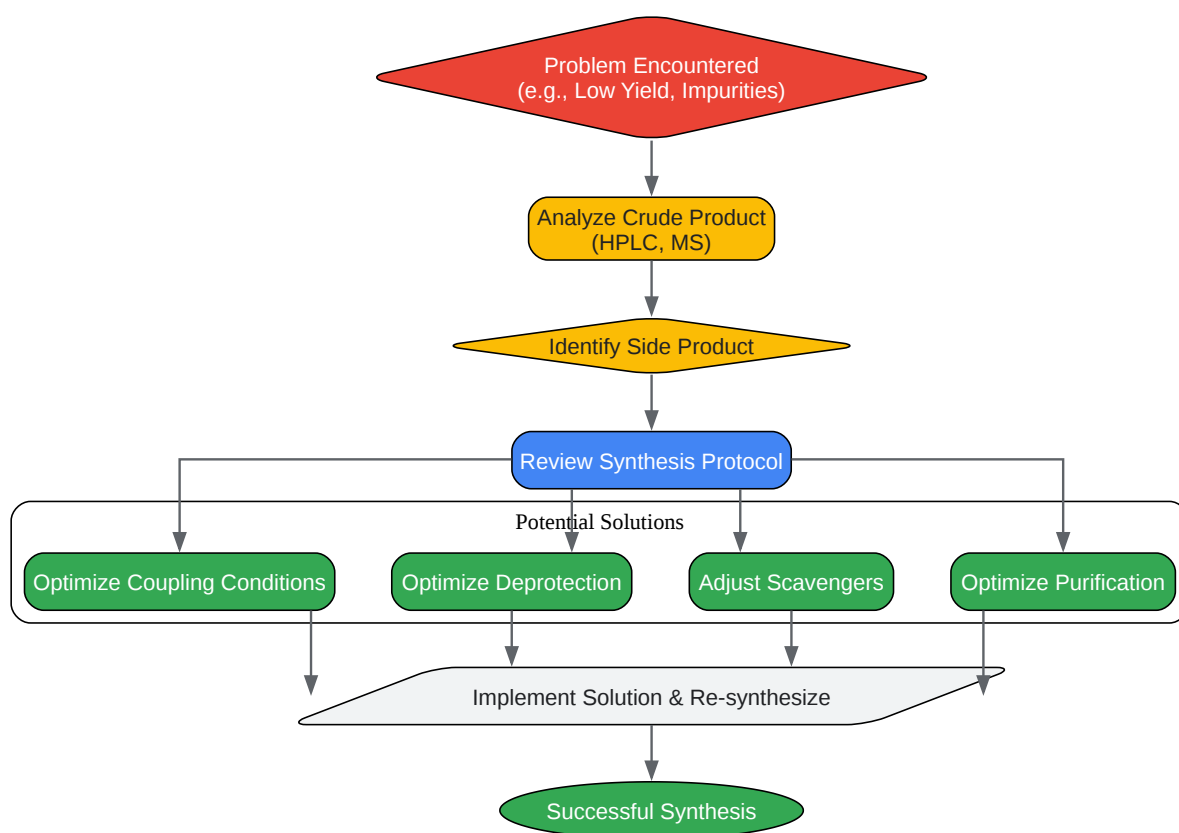 Problem Encountered
(e.g., Low Yield, Impurities)
Analyze Crude Product
(HPLC, MS)
Identify Side Product
Review Synthesis Protocol
Potential Solutions
Optimize Coupling Conditions
Optimize Deprotection
Adjust Scavengers
Optimize Purification
Implement Solution & Re-synthesize
Successful Synthesis